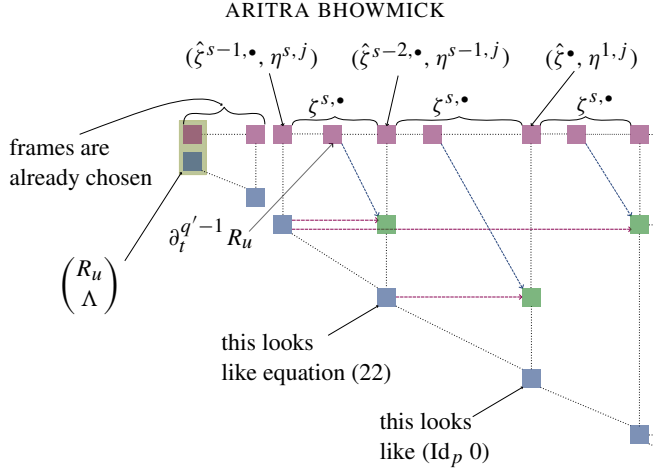 ARITRA BHOWMICK
(ζ̂^{s−1,•}, η^{s,j}) (ζ̂^{s−2,•}, η^{s−1,j}) (ζ̂^•, η^{1,j})
ζ^{s,•} ζ^{s,•} ζ^{s,•}
frames are
already chosen
∂_t^{q′−1} R_u
(R_u
Λ)
this looks
like equation (22)
this looks
like (Id_p 0)